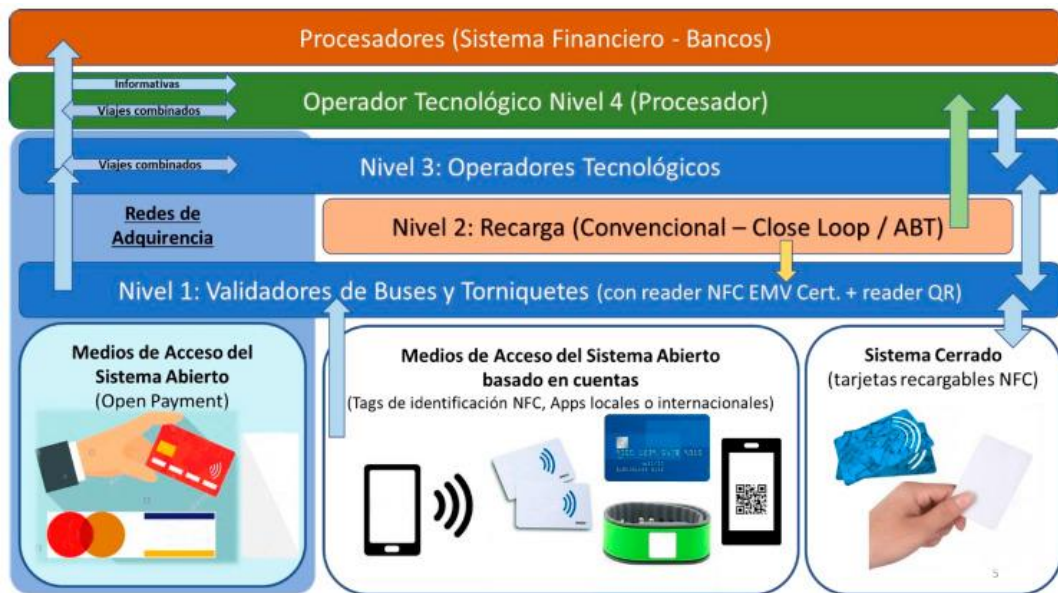 Procesadores (Sistema Financiero - Bancos)
Informativas
Operador Tecnológico Nivel 4 (Procesador)
Viajes combinados
Viajes combinados
Nivel 3: Operadores Tecnológicos
Redes de
Adquirencia
Nivel 2: Recarga (Convencional – Close Loop / ABT)
Nivel 1: Validadores de Buses y Torniquetes (con reader NFC EMV Cert. + reader QR)
Medios de Acceso del
Sistema Abierto
(Open Payment)
Medios de Acceso del Sistema Abierto
basado en cuentas
(Tags de identificación NFC, Apps locales o internacionales)
Sistema Cerrado
(tarjetas recargables NFC)
5